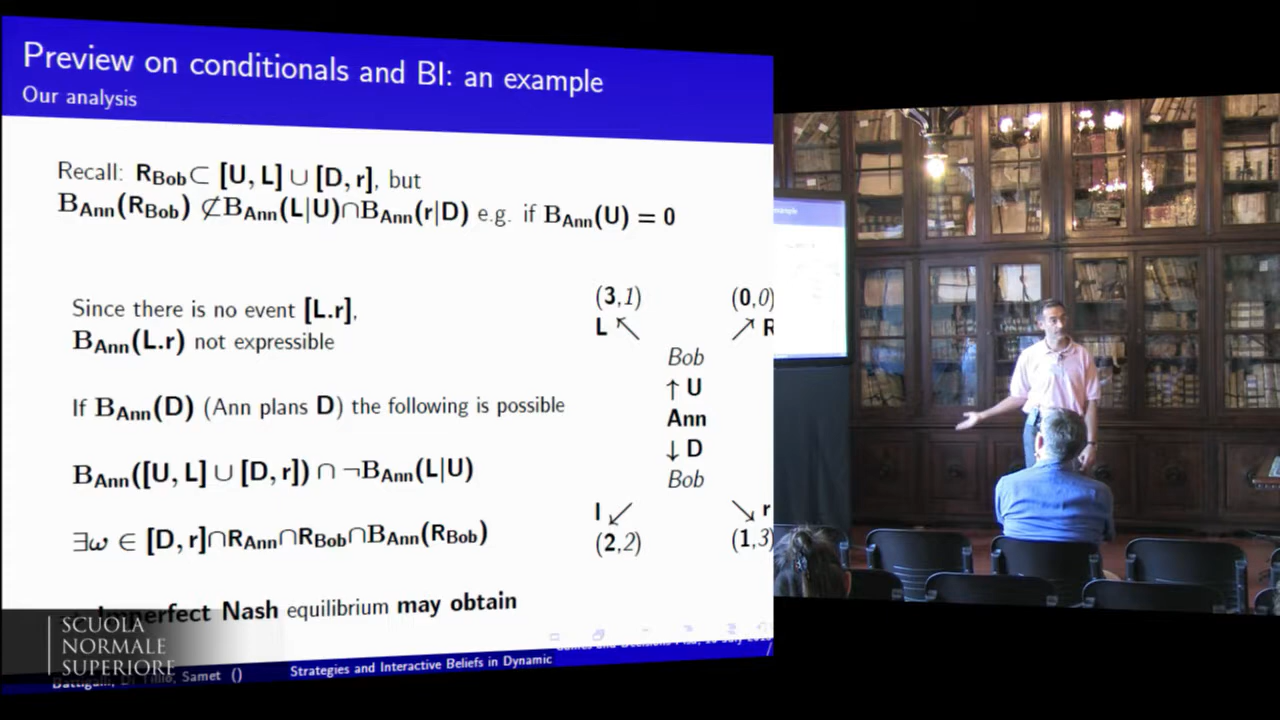 Preview on conditionals and BI: an example
Our analysis
Recall: R_Bob ⊂ [U, L] ∪ [D, r], but
B_Ann(R_Bob) ⊄ B_Ann(L|U)∩B_Ann(r|D) e.g. if B_Ann(U) = 0
Since there is no event [L.r],
B_Ann(L.r) not expressible
If B_Ann(D) (Ann plans D) the following is possible
B_Ann([U, L] ∪ [D, r]) ∩ ¬B_Ann(L|U)
∃ω ∈ [D, r]∩R_Ann∩R_Bob∩B_Ann(R_Bob)
Imperfect Nash equilibrium may obtain
(3,1) (0,0)
L ↖ ↗ R
Bob
↑ U
Ann
↓ D
Bob
l ↙ ↘ r
(2,2) (1,3)
SCUOLA
NORMALE
SUPERIORE
Samet ()
Strategies and Interactive Beliefs in Dynamic